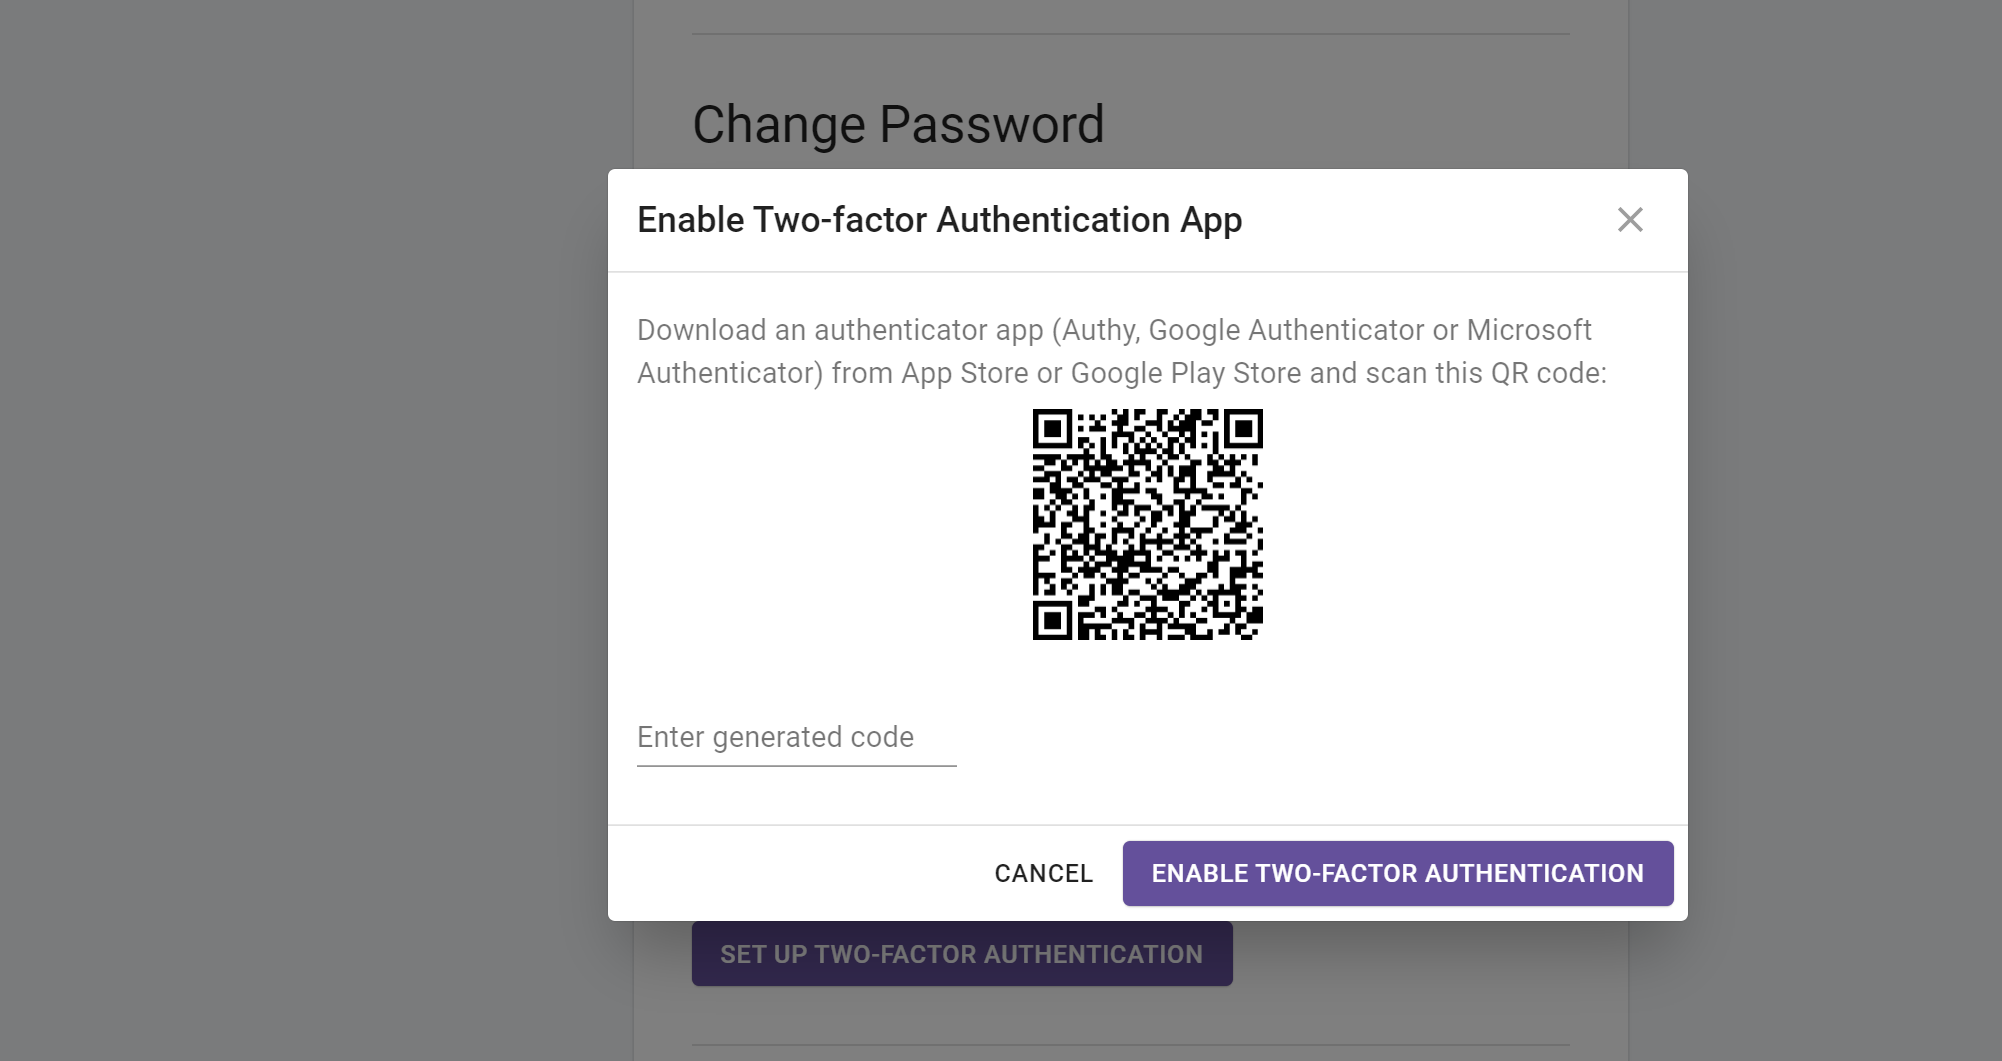 Change Password
Enable Two-factor Authentication App
Download an authenticator app (Authy, Google Authenticator or Microsoft
Authenticator) from App Store or Google Play Store and scan this QR code:
Enter generated code
CANCEL
ENABLE TWO-FACTOR AUTHENTICATION
SET UP TWO-FACTOR AUTHENTICATION